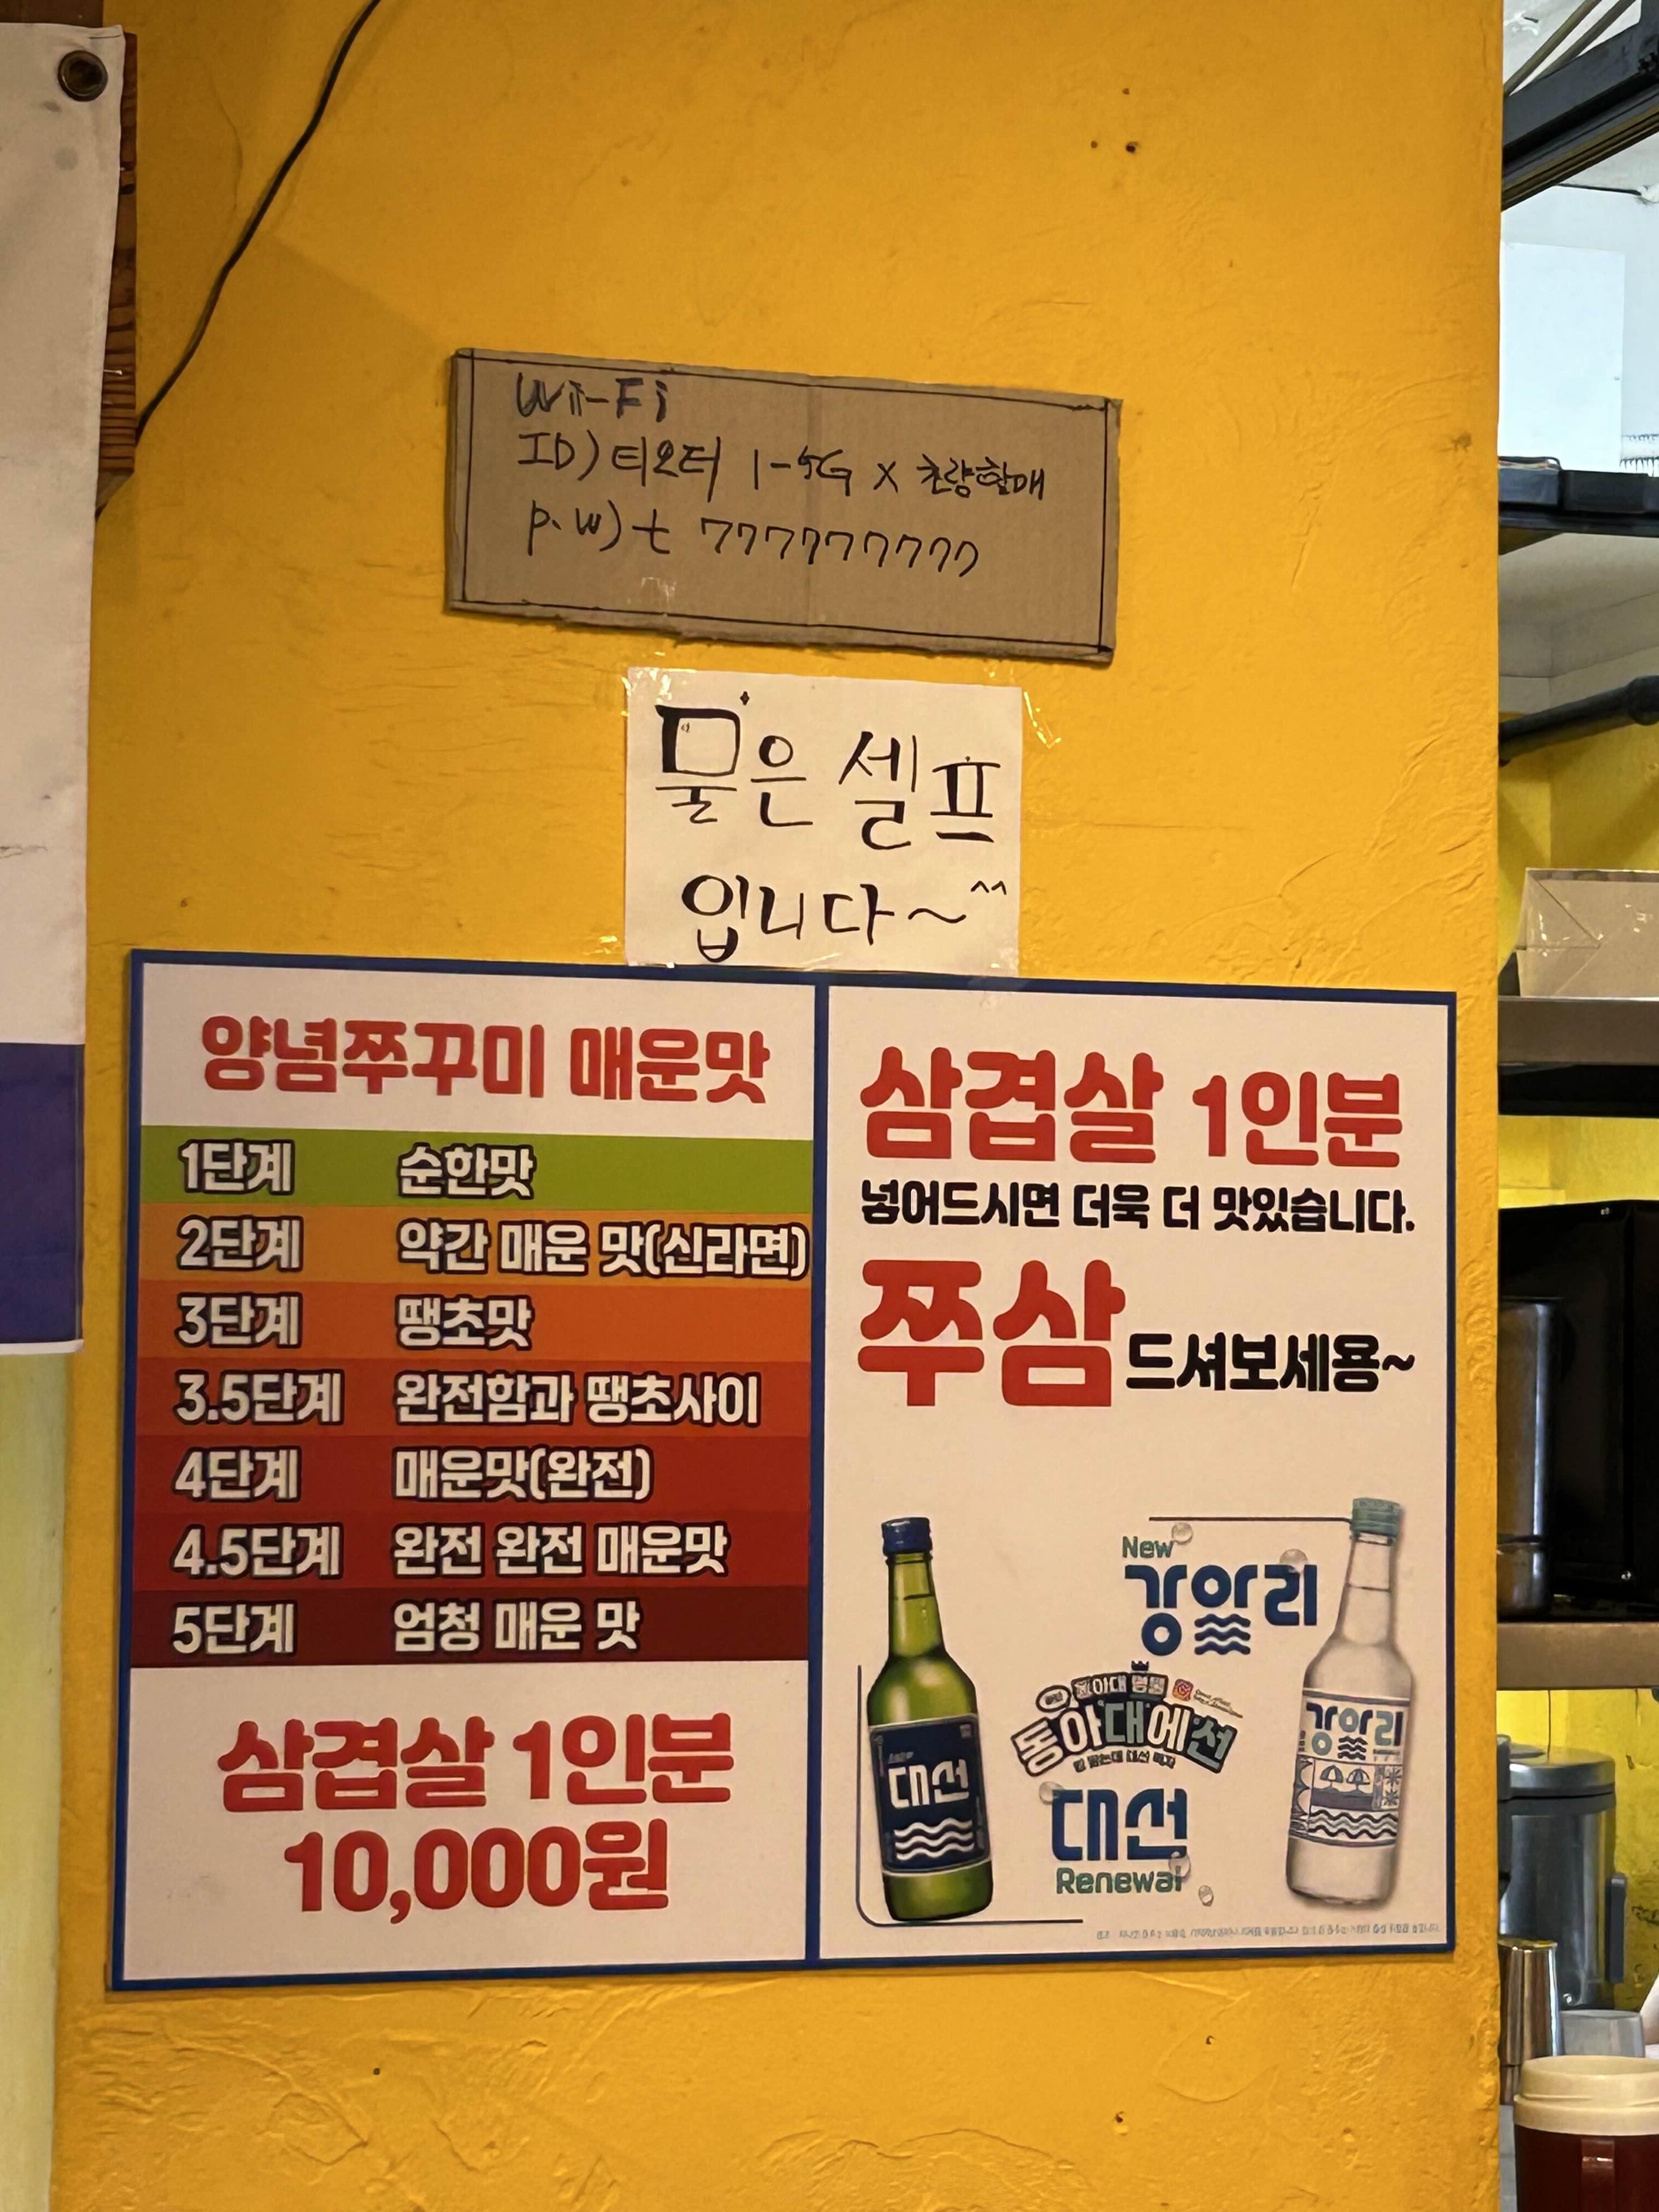 Wi-Fi
ID) 티오터 1-5G X 초량할매
P.W) t 777777777
물은 셀프
입니다~^^
양념쭈꾸미 매운맛
1단계 순한맛
2단계 약간 매운 맛(신라면)
3단계 땡초맛
3.5단계 완전함과 땡초사이
4단계 매운맛(완전)
4.5단계 완전 완전 매운맛
5단계 엄청 매운 맛
삼겹살 1인분
10,000원
삼겹살 1인분
넣어드시면 더욱 더 맛있습니다.
쭈삼 드셔보세용~
New
강알리
동아대에선
대선
Renewal
대선
강알리